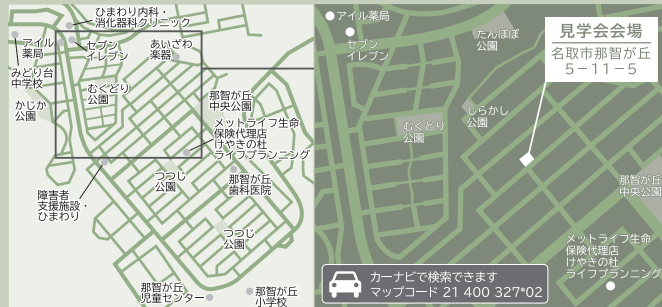 ひまわり内科・
消化器科クリニック
アイル
薬局
セブン
イレブン
あいざわ
楽器
みどり台
中学校
かじか
公園
むくどり
公園
那智が丘
中央公園
メットライフ生命
保険代理店
けやきの杜
ライフプランニング
障害者
支援施設・
ひまわり
つつじ
公園
那智が丘
歯科医院
つつじ
公園
那智が丘
児童センター
那智が丘
小学校
アイル薬局
セブン
イレブン
たんぽぽ
公園
見学会会場
名取市那智が丘
5-11-5
むくどり
公園
しらかし
公園
那智が丘
中央公園
メットライフ生命
保険代理店
けやきの杜
ライフプランニング
カーナビで検索できます
マップコード 21 400 327*02